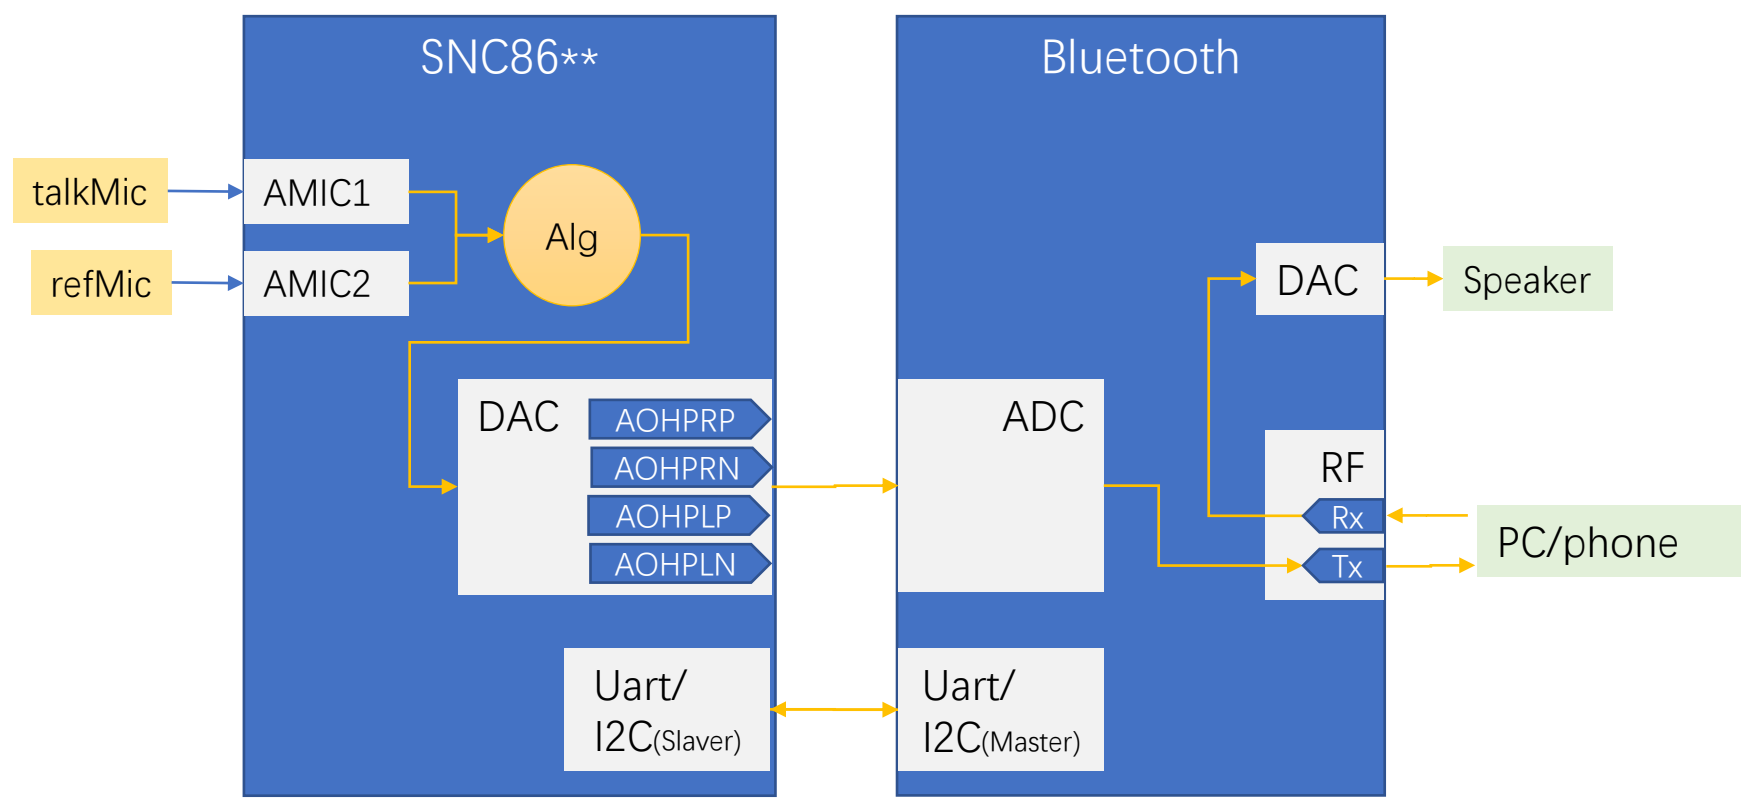 SNC86**
Bluetooth
talkMic
AMIC1
Alg
refMic
AMIC2
DAC
Speaker
DAC
AOHPRP
AOHPRN
AOHPLP
AOHPLN
ADC
RF
Rx
Tx
PC/phone
Uart/
I2C(Slaver)
Uart/
I2C(Master)